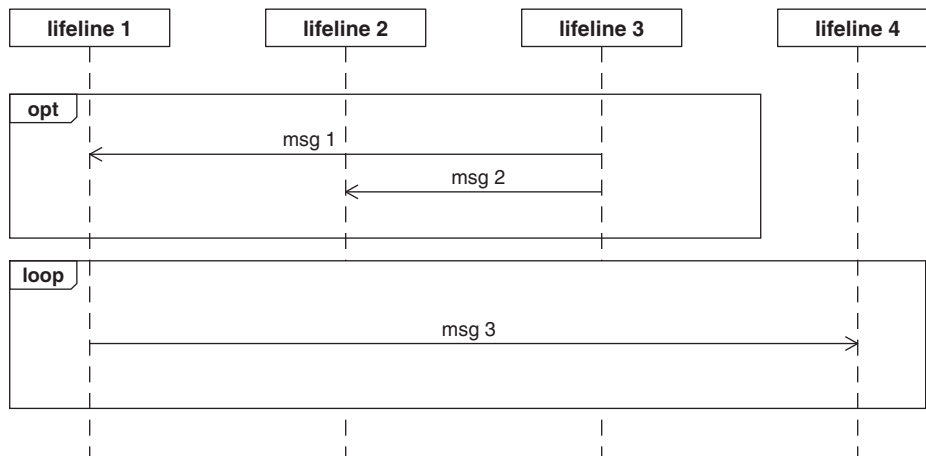 lifeline 1
lifeline 2
lifeline 3
lifeline 4
opt
msg 1
msg 2
loop
msg 3